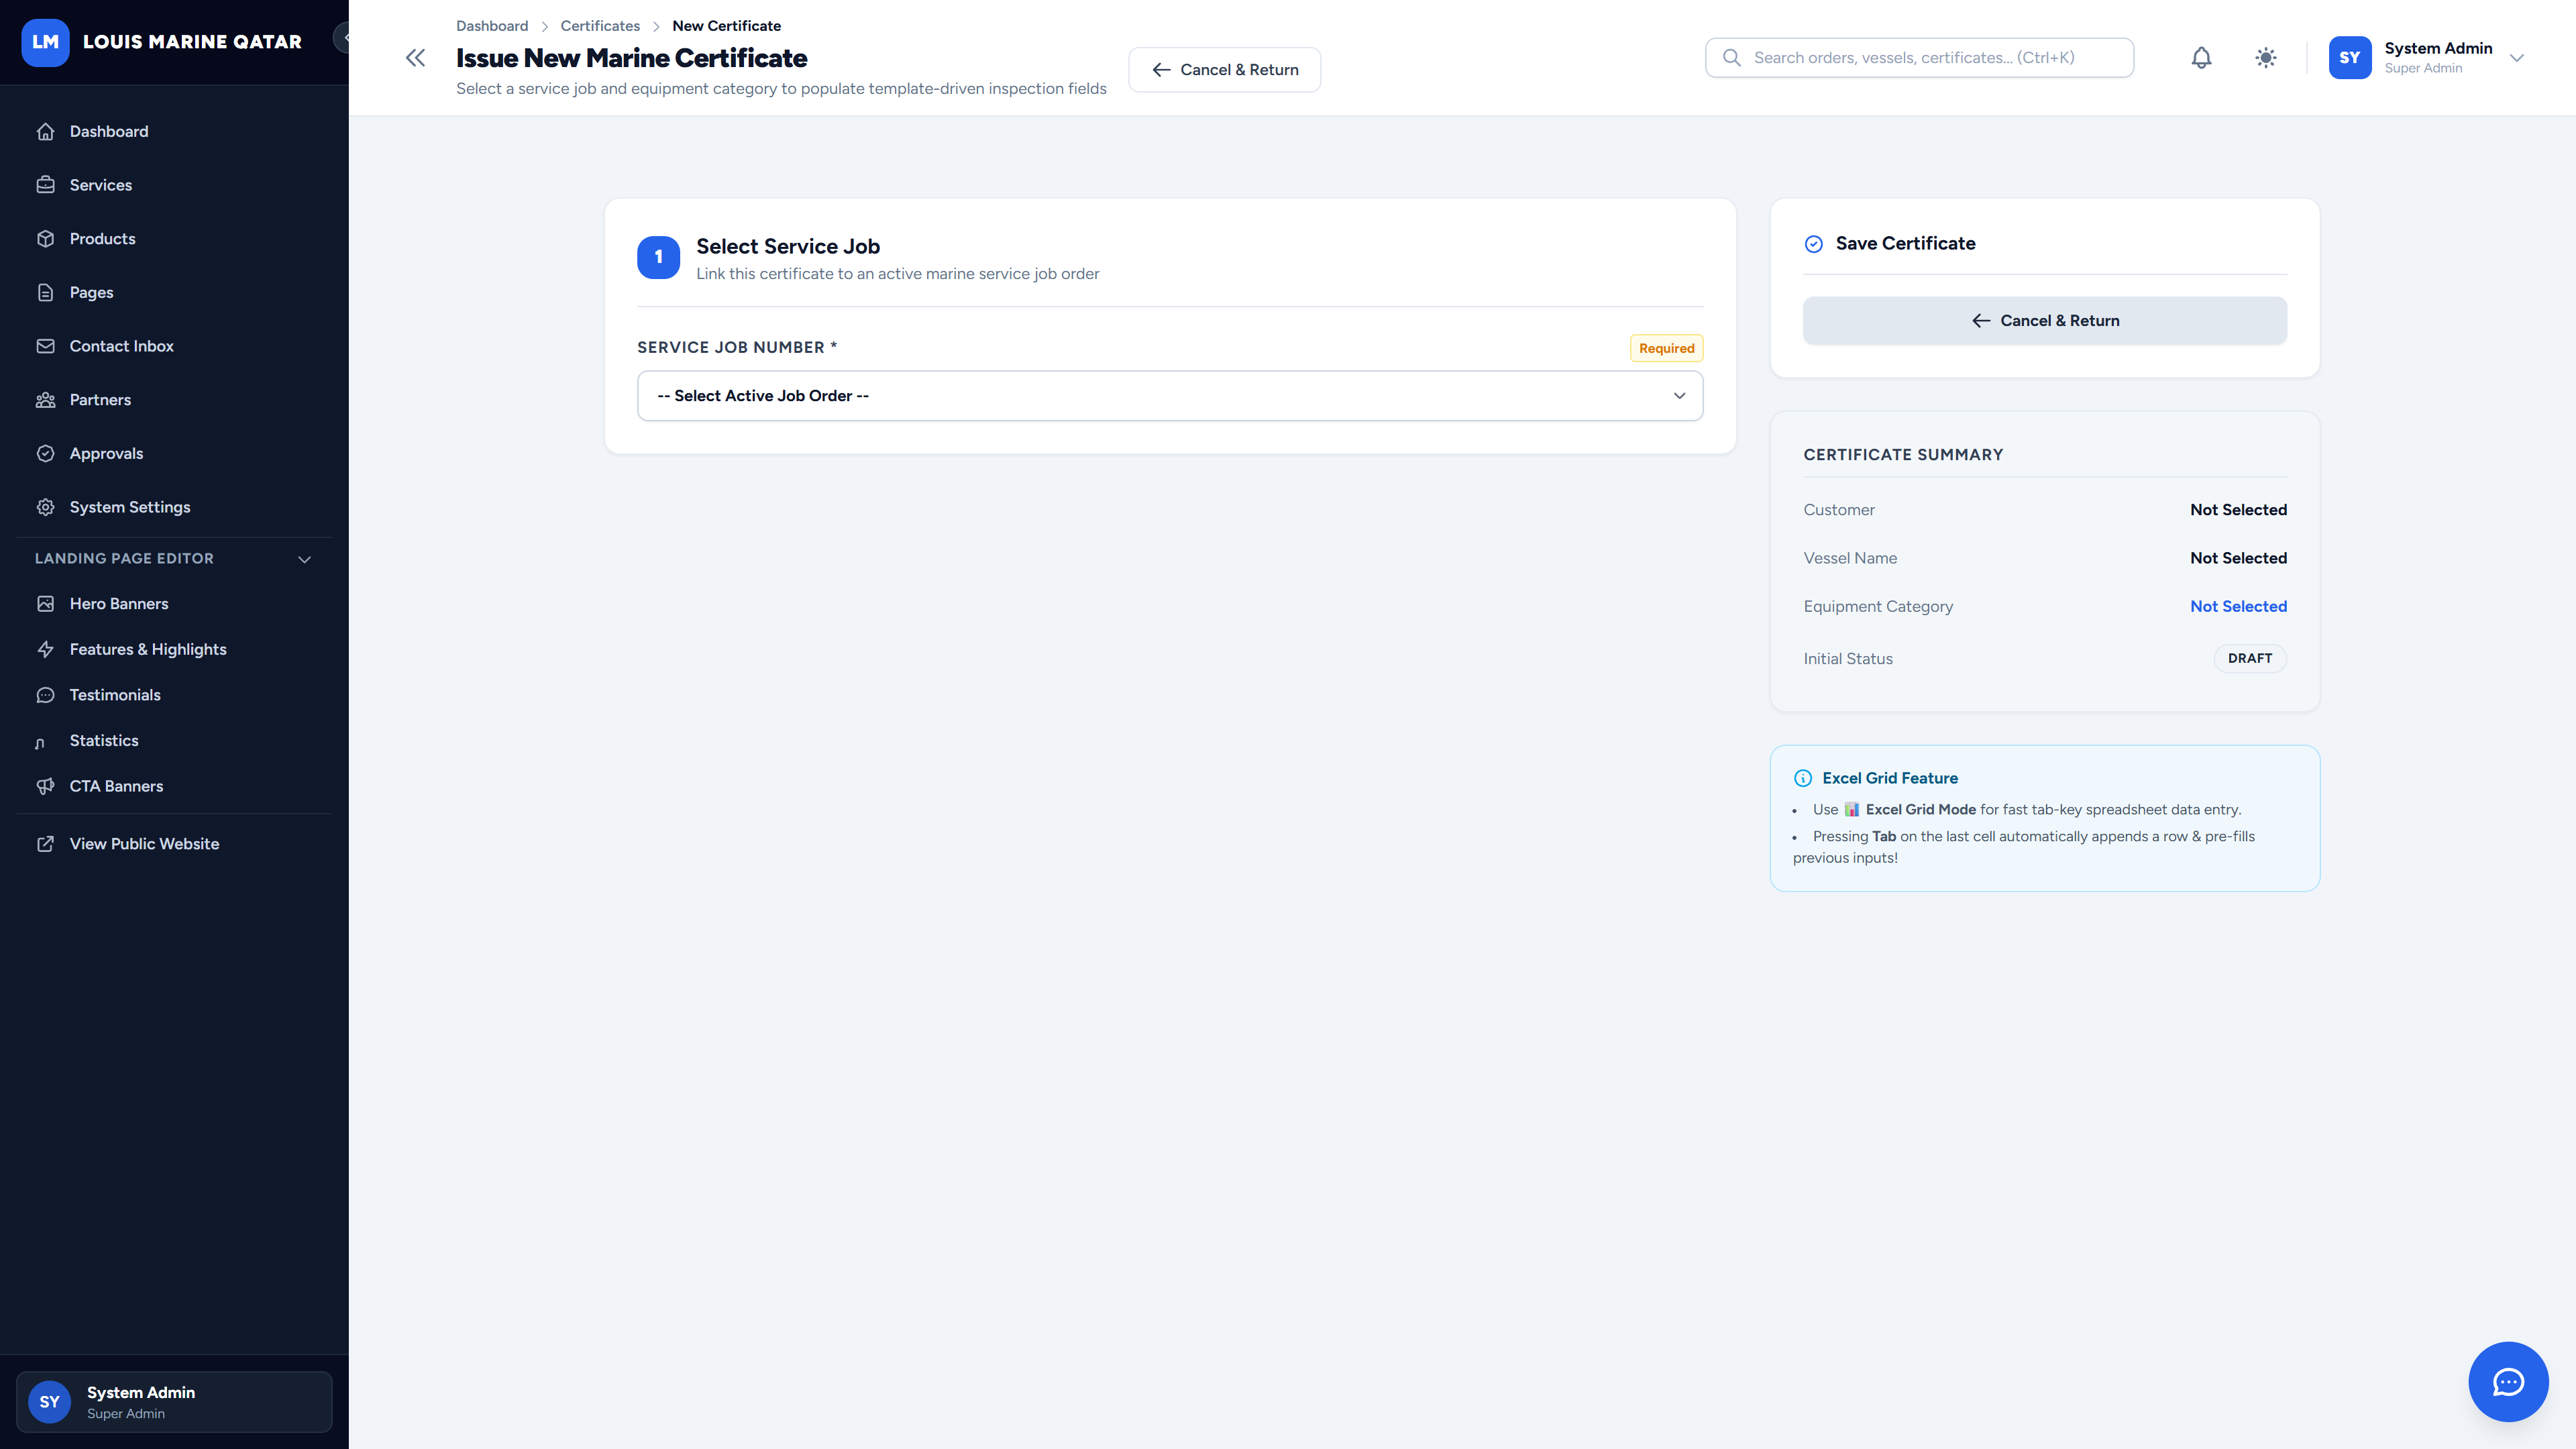 LM LOUIS MARINE QATAR
Dashboard
Services
Products
Pages
Contact Inbox
Partners
Approvals
System Settings
LANDING PAGE EDITOR
Hero Banners
Features & Highlights
Testimonials
Statistics
CTA Banners
View Public Website
SY System Admin
Super Admin
Dashboard > Certificates > New Certificate
Issue New Marine Certificate
Select a service job and equipment category to populate template-driven inspection fields
← Cancel & Return
Search orders, vessels, certificates... (Ctrl+K)
SY System Admin
Super Admin
1 Select Service Job
Link this certificate to an active marine service job order
SERVICE JOB NUMBER * Required
-- Select Active Job Order --
Save Certificate
← Cancel & Return
CERTIFICATE SUMMARY
Customer Not Selected
Vessel Name Not Selected
Equipment Category Not Selected
Initial Status DRAFT
Excel Grid Feature
• Use 📊 Excel Grid Mode for fast tab-key spreadsheet data entry.
• Pressing Tab on the last cell automatically appends a row & pre-fills
previous inputs!